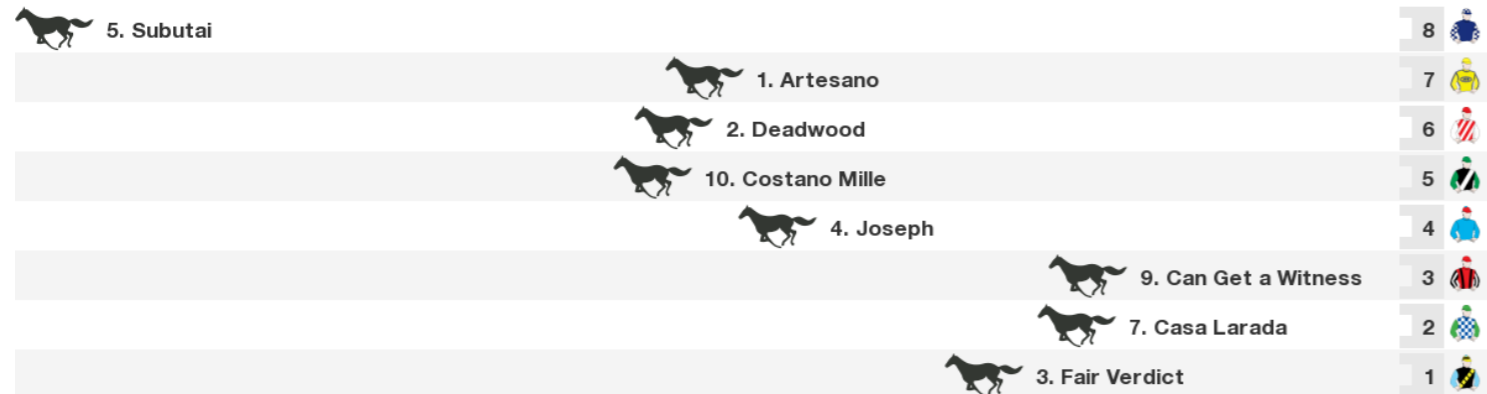 5. Subutai 8
1. Artesano 7
2. Deadwood 6
10. Costano Mille 5
4. Joseph 4
9. Can Get a Witness 3
7. Casa Larada 2
3. Fair Verdict 1